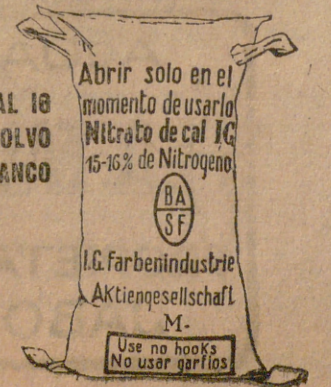 AL IG
OLVO
ANCO
Abrir solo en el
momento de usarlo
Nitrato de cal IG
15-16% de Nitrogeno
BA
SF
I.G. Farbenindustrie
AKtiengesellschaft
M-
Use no hooks
No usar garfios